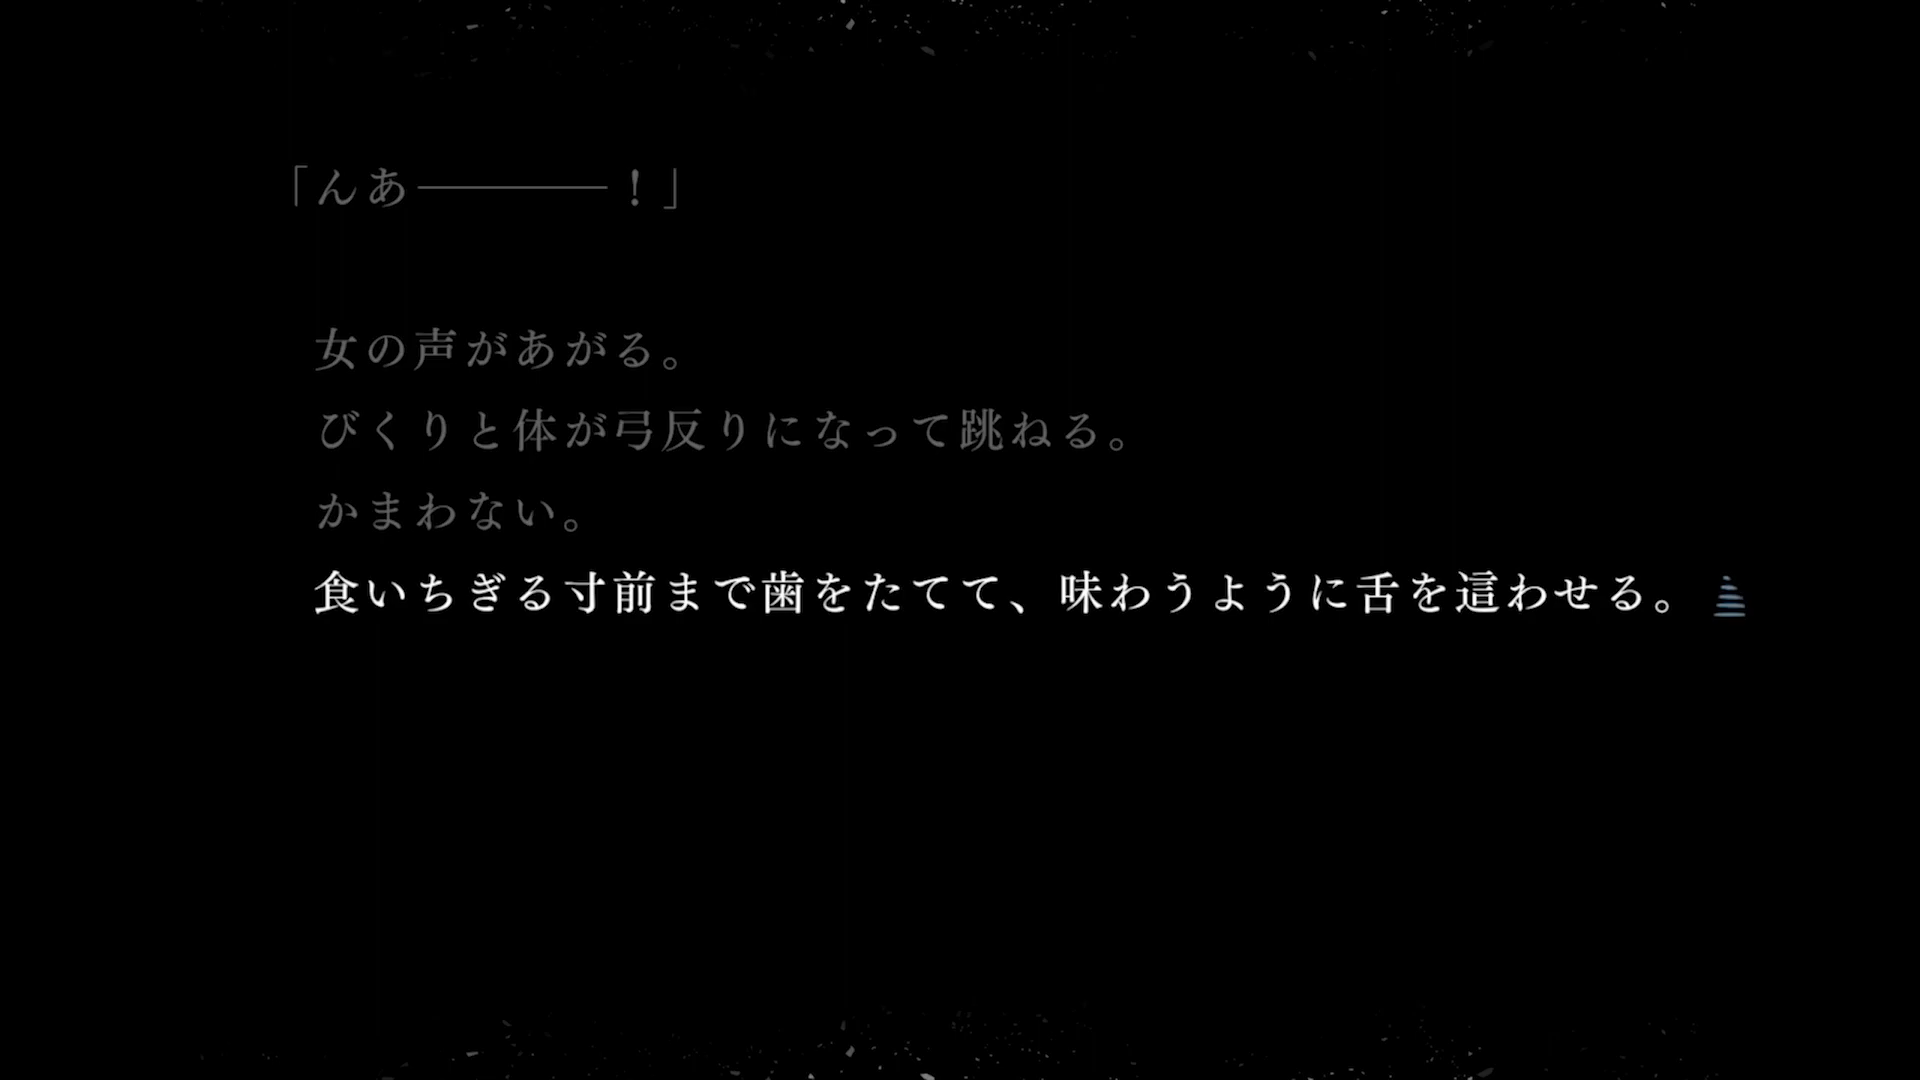 「んあ――――！」
女の声があがる。
びくりと体が弓反りになって跳ねる。
かまわない。
食いちぎる寸前まで歯をたてて、味わうように舌を這わせる。